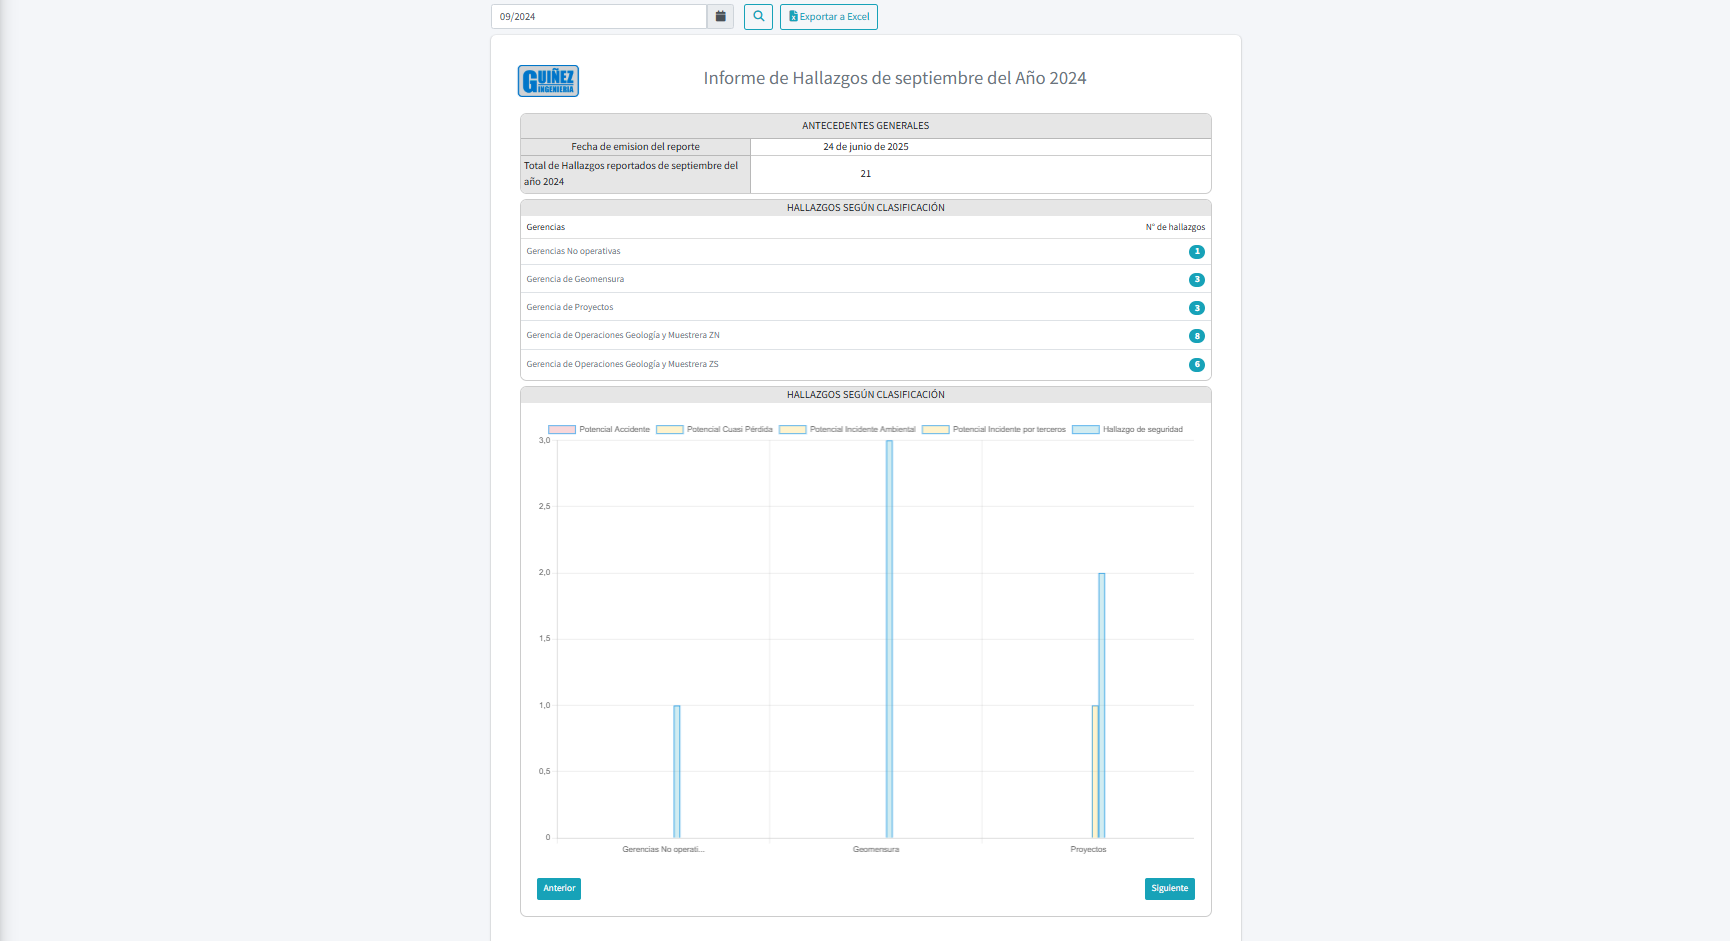 09/2024
Exportar a Excel
GUIÑEZ
INGENIERIA
Informe de Hallazgos de septiembre del Año 2024
ANTECEDENTES GENERALES
Fecha de emision del reporte
24 de junio de 2025
Total de Hallazgos reportados de septiembre del
año 2024
21
HALLAZGOS SEGÚN CLASIFICACIÓN
Gerencias
N° de hallazgos
Gerencias No operativas
1
Gerencia de Geomensura
3
Gerencia de Proyectos
3
Gerencia de Operaciones Geología y Muestrera ZN
8
Gerencia de Operaciones Geología y Muestrera ZS
6
HALLAZGOS SEGÚN CLASIFICACIÓN
Potencial Accidente
Potencial Cuasi Pérdida
Potencial Incidente Ambiental
Potencial Incidente por terceros
Hallazgo de seguridad
3,0
2,5
2,0
1,5
1,0
0,5
0
Gerencias No operati...
Geomensura
Proyectos
Anterior
Siguiente